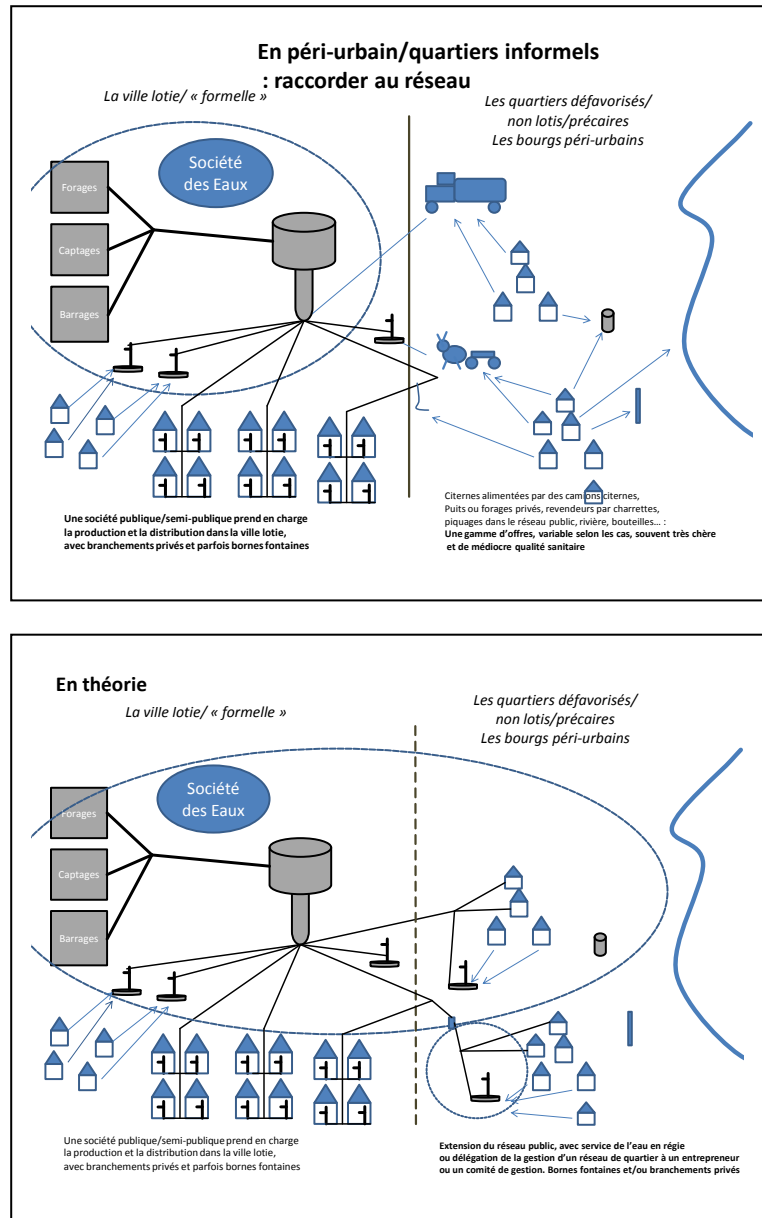 En péri-urbain/quartiers informels
: raccorder au réseau
La ville lotie/ « formelle »
Les quartiers défavorisés/
non lotis/précaires
Les bourgs péri-urbains
Société
des Eaux
Forages
Captages
Barrages
Une société publique/semi-publique prend en charge
la production et la distribution dans la ville lotie,
avec branchements privés et parfois bornes fontaines
Citernes alimentées par des camions citernes,
Puits ou forages privés, revendeurs par charrettes,
piquages dans le réseau public, rivière, bouteilles... :
Une gamme d'offres, variable selon les cas, souvent très chère
et de médiocre qualité sanitaire
En théorie
La ville lotie/ « formelle »
Les quartiers défavorisés/
non lotis/précaires
Les bourgs péri-urbains
Société
des Eaux
Forages
Captages
Barrages
Une société publique/semi-publique prend en charge
la production et la distribution dans la ville lotie,
avec branchements privés et parfois bornes fontaines
Extension du réseau public, avec service de l'eau en régie
ou délégation de la gestion d'un réseau de quartier à un entrepreneur
ou un comité de gestion. Bornes fontaines et/ou branchements privés